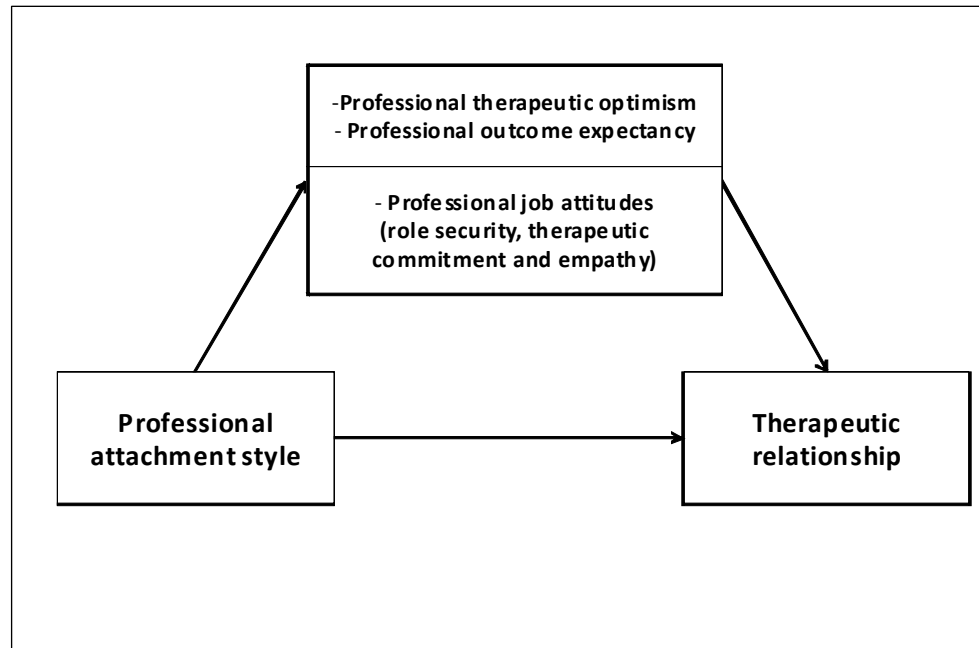 -Professional therapeutic optimism
- Professional outcome expectancy
- Professional job attitudes
(role security, therapeutic
commitment and empathy)
Professional
attachment style
Therapeutic
relationship